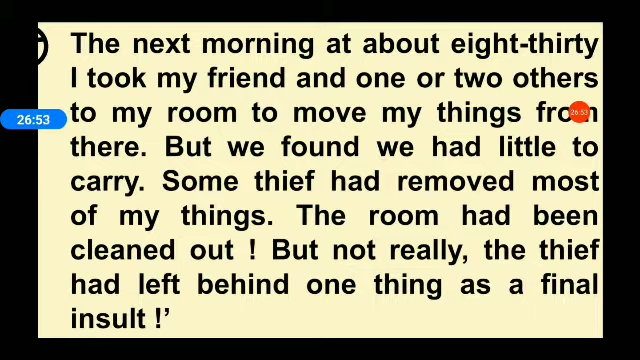 The next morning at about eight-thirty
I took my friend and one or two others
to my room to move my things from
there. But we found we had little to
carry. Some thief had removed most
of my things. The room had been
cleaned out ! But not really, the thief
had left behind one thing as a final
insult !’
26:53
26:53